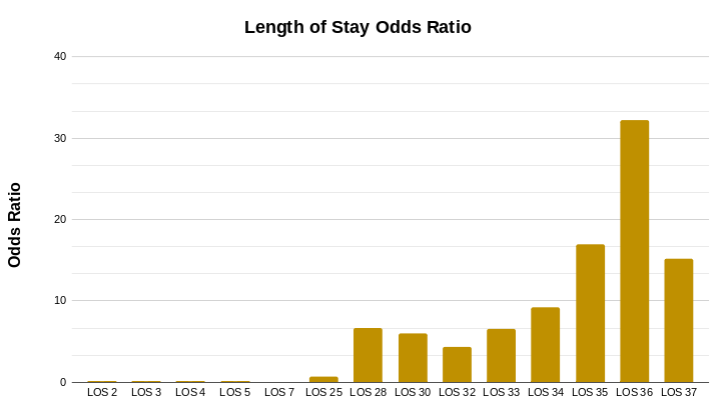 Length of Stay Odds Ratio
Odds Ratio
40
30
20
10
0
LOS 2 LOS 3 LOS 4 LOS 5 LOS 7 LOS 25 LOS 28 LOS 30 LOS 32 LOS 33 LOS 34 LOS 35 LOS 36 LOS 37